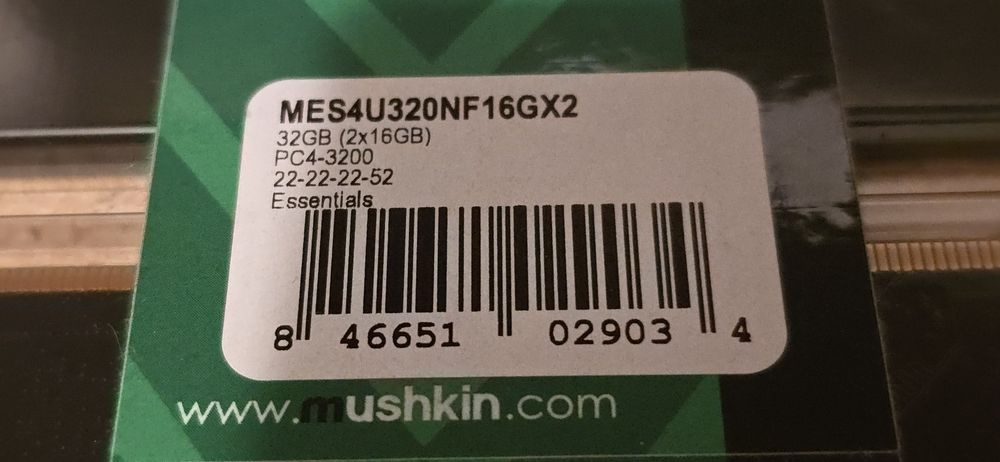 MES4U320NF16GX2
32GB (2x16GB)
PC4-3200
22-22-22-52
Essentials
8 46651 02903 4
www.mushkin.com